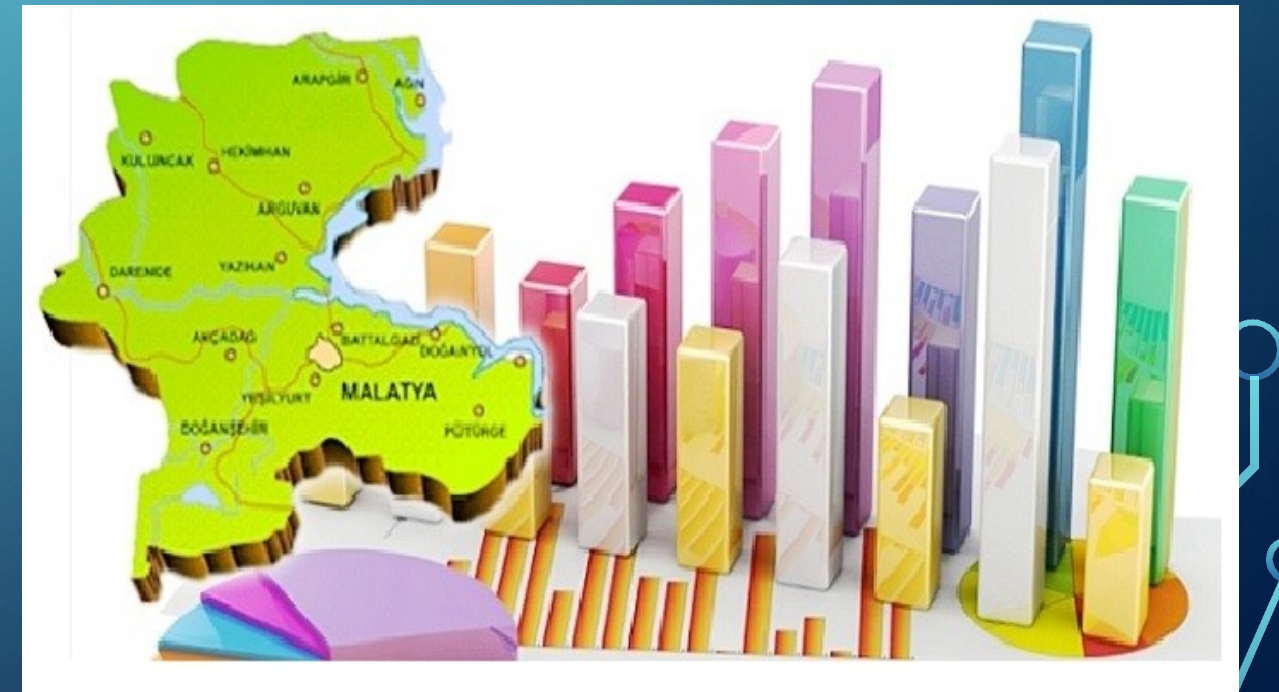 ARAPGİR
AĞIN
KULUNCAK
HEKİMHAN
ARGUVAN
DARENDE
YAZIHAN
AKÇADAĞ
BATTALGAZİ
DOĞANYOL
YEŞİLYURT
MALATYA
DOĞANŞEHİR
PÜTÜRGE